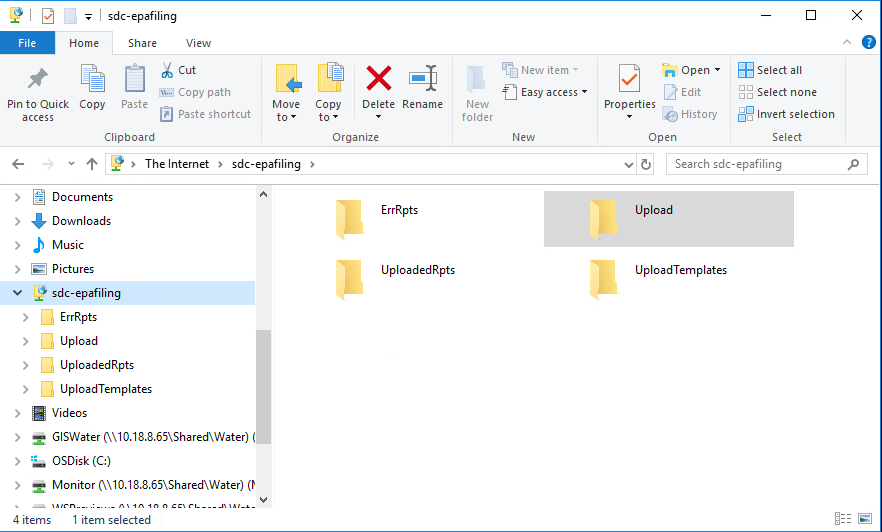 sdc-epafiling
File Home Share View
Pin to Quick access
Copy
Paste
Cut
Copy path
Paste shortcut
Clipboard
Move to
Copy to
Delete
Rename
Organize
New folder
New item
Easy access
New
Properties
Open
Edit
History
Open
Select all
Select none
Invert selection
Select
The Internet > sdc-epafiling >
Search sdc-epafiling
Documents
Downloads
Music
Pictures
sdc-epafiling
ErrRpts
Upload
UploadedRpts
UploadTemplates
Videos
GISWater (\\10.18.8.65\Shared\Water) (
OSDisk (C:)
Monitor (\\10.18.8.65\Shared\Water) (M
ErrRpts
Upload
UploadedRpts
UploadTemplates
4 items 1 item selected